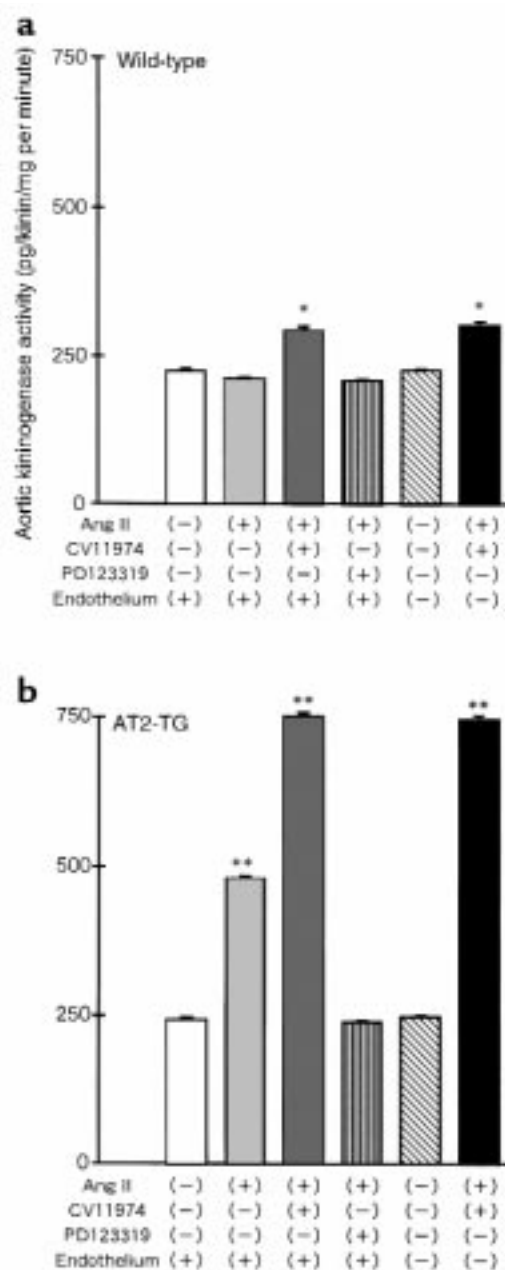 a
Aortic kininogenase activity (pg/kinin/mg per minute)
750
Wild-type
500
*
*
250
0
Ang II (−) (+) (+) (+) (−) (+)
CV11974 (−) (−) (+) (−) (−) (+)
PD123319 (−) (−) (−) (+) (−) (−)
Endothelium (+) (+) (+) (+) (−) (−)
b
**
**
750
AT2-TG
500
**
250
0
Ang II (−) (+) (+) (+) (−) (+)
CV11974 (−) (−) (+) (−) (−) (+)
PD123319 (−) (−) (−) (+) (−) (−)
Endothelium (+) (+) (+) (+) (−) (−)